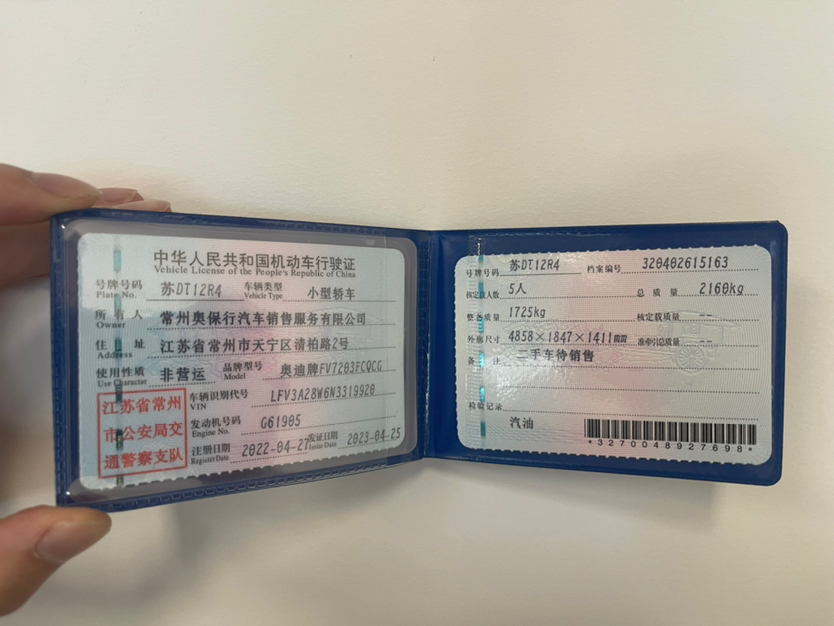 中华人民共和国机动车行驶证
Vehicle License of the People's Republic of China
号牌号码 苏DT12R4 车辆类型 小型轿车
Plate No. Vehicle Type
所有人 常州奥保行汽车销售服务有限公司
Owner
住址 江苏省常州市天宁区清柏路2号
Address
使用性质 非营运 品牌型号 奥迪牌FV7203FCQCG
Use Character Model
江苏省常州
市公安局交
通警察支队
车辆识别代号 LFV3A28W6N3319920
VIN
发动机号码 G61905
Engine No.
注册日期 2022-04-27 发证日期 2023-04-25
Register Date Issue Date
号牌号码 苏DT12R4 档案编号 320402615163
核定载人数 5人 总质量 2160kg
整备质量 1725kg 核定载质量 --
外廓尺寸 4858×1847×1411 准牵引总质量 --
备注 二手车待销售
检验记录
汽油
*3270048927698*